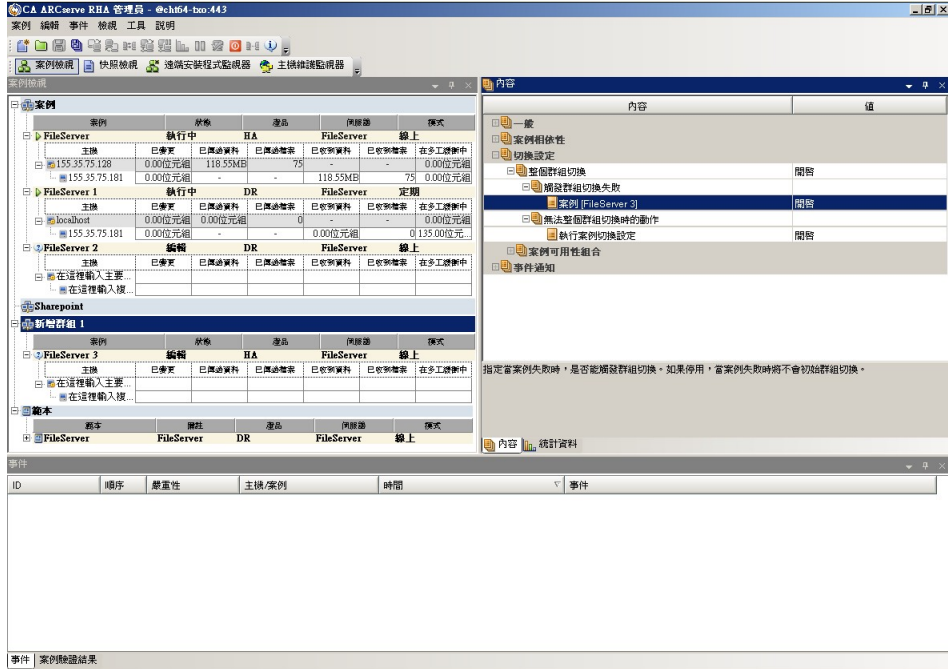 CA ARCserve RHA 管理員 - @cht64-txo:443
案例 編輯 事件 檢視 工具 說明
案例檢視 快照檢視 遠端安裝程式監視器 主機維護監視器
案例檢視
案例
案例 狀態 產品 伺服器 模式
FileServer 執行中 HA FileServer 線上
主機 已變更 已傳送資料 已傳送檔案 已收到資料 已收到檔案 在多工緩衝中
155.35.75.128 0.00位元組 118.55MB 75 - - 0.00位元組
155.35.75.181 0.00位元組 - - 118.55MB 75 0.00位元組
FileServer 1 執行中 DR FileServer 定期
主機 已變更 已傳送資料 已傳送檔案 已收到資料 已收到檔案 在多工緩衝中
localhost 0.00位元組 0.00位元組 0 - - 0.00位元組
155.35.75.181 0.00位元組 - - 0.00位元組 0 135.00位元...
FileServer 2 編輯 DR FileServer 線上
主機 已變更 已傳送資料 已傳送檔案 已收到資料 已收到檔案 在多工緩衝中
在這裡輸入主要...
在這裡輸入複...
Sharepoint
新增群組 1
案例 狀態 產品 伺服器 模式
FileServer 3 編輯 HA FileServer 線上
主機 已變更 已傳送資料 已傳送檔案 已收到資料 已收到檔案 在多工緩衝中
在這裡輸入主要...
在這裡輸入複...
範本
範本 備註 產品 伺服器 模式
FileServer FileServer DR FileServer 線上
內容
內容 值
一般
案例相依性
切換設定
整個群組切換 開啓
觸發群組切換失敗
案例 [FileServer 3] 開啓
無法整個群組切換時的動作
執行案例切換設定 開啓
案例可用性組合
事件通知
指定當案例失敗時，是否能觸發群組切換。如果停用，當案例失敗時將不會初始群組切換。
內容 統計資料
事件
ID 順序 嚴重性 主機/案例 時間 事件
事件 案例驗證結果